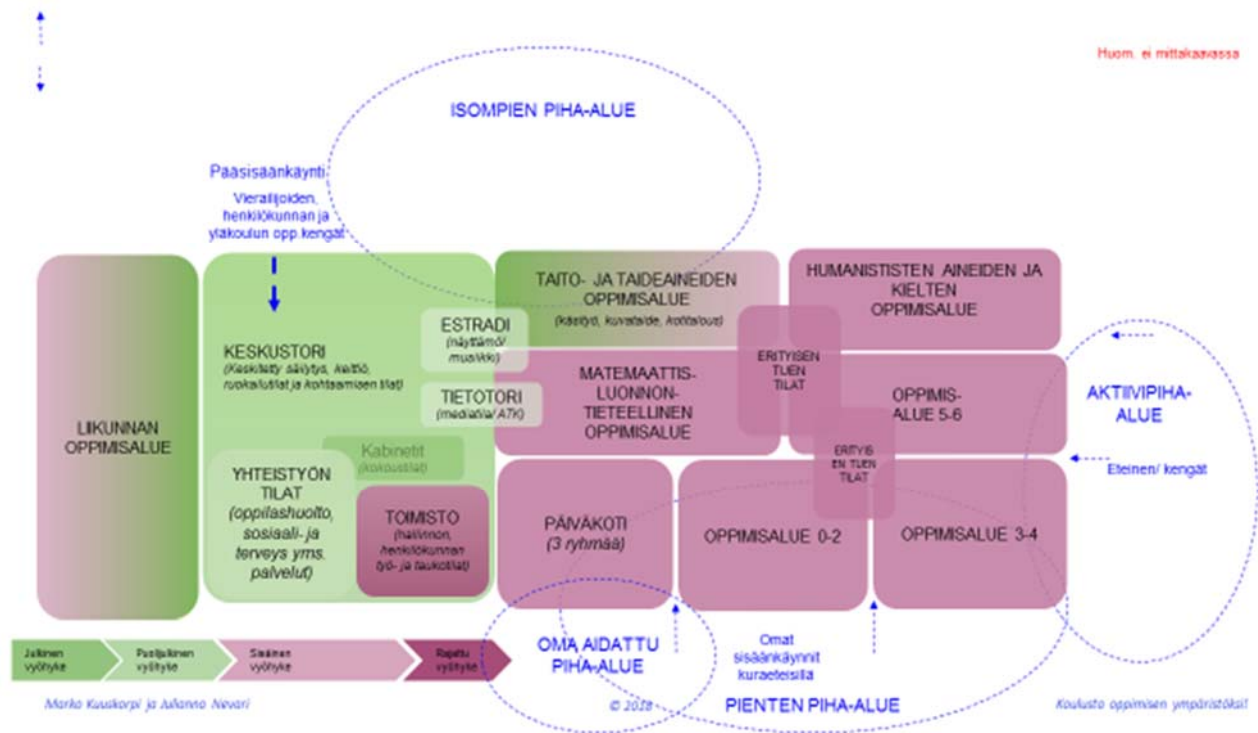 Huom. ei mittakaavassa
ISOMPIEN PIHA-ALUE
Pääsisäänkäynti
Vierailijoiden,
henkilökunnan ja
yläkoulun opp.kengät
TAITO- JA TAIDEAINEIDEN
OPPIMISALUE
(käsityö, kuvataide, kotitalous)
HUMANISTISTEN AINEIDEN JA
KIELTEN
OPPIMISALUE
ESTRADI
(näyttämö/
musiikki)
KESKUSTORI
(Keskitetty säilytys, keittiö,
ruokailutilat ja kohtaamisen tilat)
ERITYISEN
TUEN
TILAT
MATEMAATTIS-
LUONNON-
TIETEELLINEN
OPPIMISALUE
TIETOTORI
(mediatila/ ATK)
OPPIMIS-
ALUE 5-6
AKTIIVIPIHA-
ALUE
LIIKUNNAN
OPPIMISALUE
Kabinetit
(kokoustilat)
ERITYIS
EN TUEN
TILAT
Eteinen/ kengät
YHTEISTYÖN
TILAT
(oppilashuolto,
sosiaali- ja
terveys yms.
palvelut)
TOIMISTO
(hallinnon,
henkilökunnan
työ- ja taukotilat)
PÄIVÄKOTI
(3 ryhmää)
OPPIMISALUE 0-2
OPPIMISALUE 3-4
Julkinen
vyöhyke
Puolijulkinen
vyöhyke
Sisäinen
vyöhyke
Rajattu
vyöhyke
OMA AIDATTU
PIHA-ALUE
Omat
sisäänkäynnit
kuraeteisillä
PIENTEN PIHA-ALUE
Marko Kuuskorpi ja Julianna Nevari
© 2018
Koulusta oppimisen ympäristöksi!